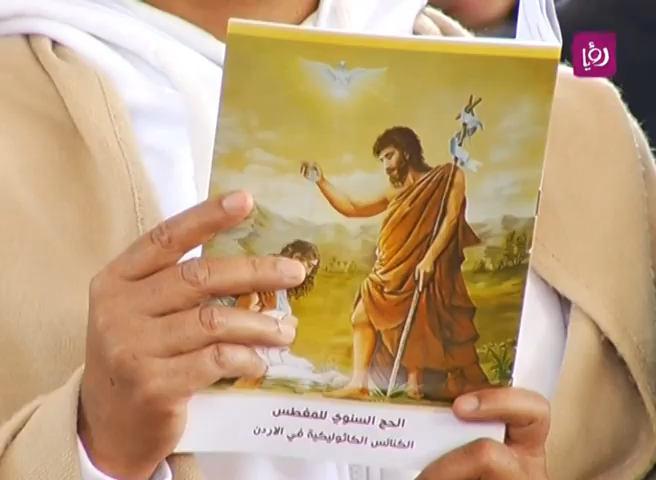 رؤيا
الحج السنوي للمغطس
الكنائس الكاثوليكية في الاردن